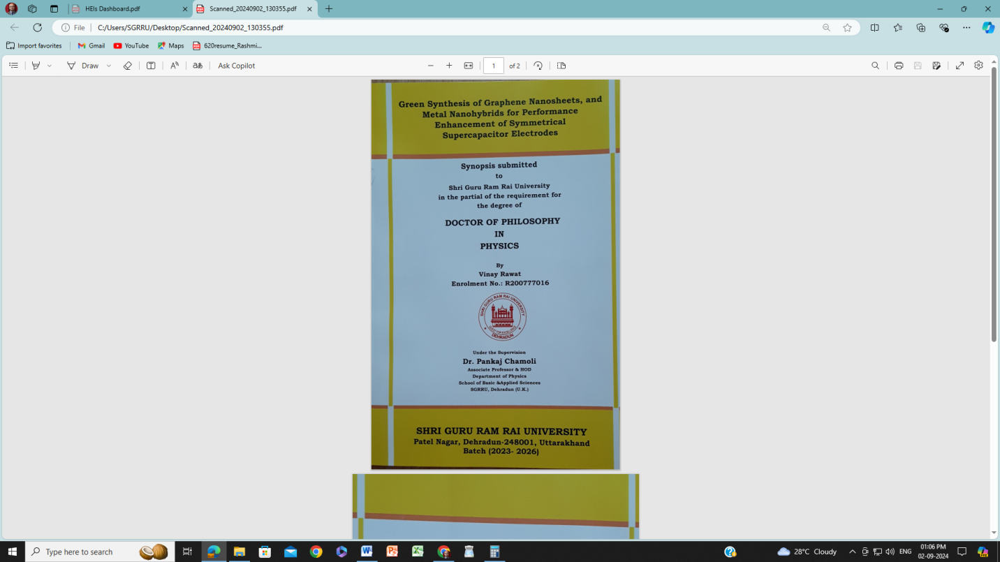 HEIs Dashboard.pdf
Scanned_20240902_130355.pdf
File
C:/Users/SGRRU/Desktop/Scanned_20240902_130355.pdf
Import favorites
Gmail
YouTube
Maps
620resume_Rashmi...
Draw
Ask Copilot
1
of 2
Green Synthesis of Graphene Nanosheets, and
Metal Nanohybrids for Performance
Enhancement of Symmetrical
Supercapacitor Electrodes
Synopsis submitted
to
Shri Guru Ram Rai University
in the partial of the requirement for
the degree of
DOCTOR OF PHILOSOPHY
IN
PHYSICS
By
Vinay Rawat
Enrolment No.: R200777016
SHRI GURU RAM RAI UNIVERSITY
QUEST FOR EXCELLENCE
DEHRADUN
Under the Supervision
Dr. Pankaj Chamoli
Associate Professor & HOD
Department of Physics
School of Basic &Applied Sciences
SGRRU, Dehradun (U.K.)
SHRI GURU RAM RAI UNIVERSITY
Patel Nagar, Dehradun-248001, Uttarakhand
Batch (2023- 2026)
Type here to search
28°C Cloudy
ENG
01:06 PM
02-09-2024